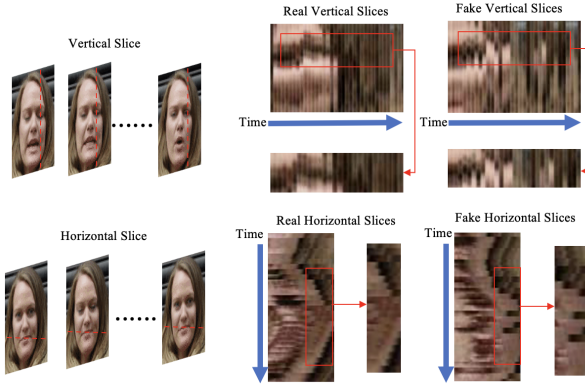 Real Vertical Slices
Fake Vertical Slices
Vertical Slice
Time
Time
Real Horizontal Slices
Fake Horizontal Slices
Horizontal Slice
Time
Time